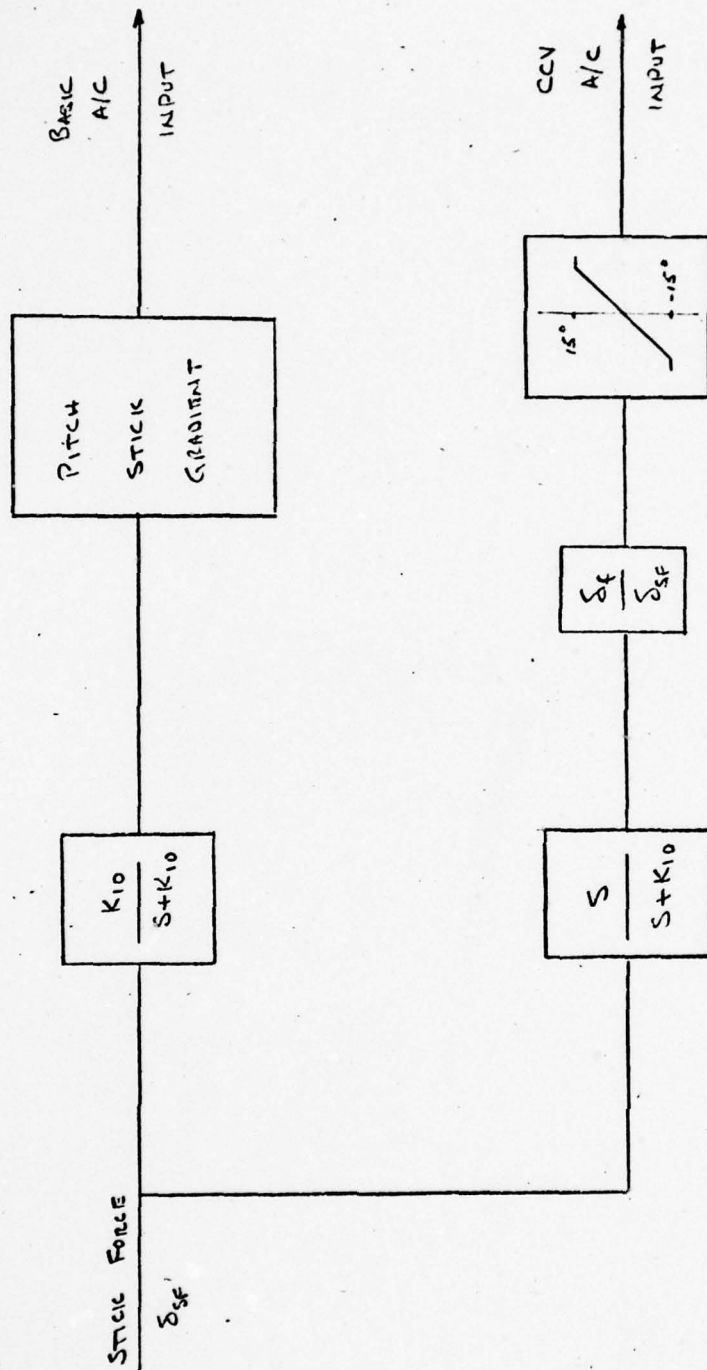 STICK FORCE
δSF
K10
S+K10
PITCH
STICK
GRADIENT
BASIC
A/C
INPUT
S
S+K10
δf
δSF
15°
-15°
CCV
A/C
INPUT